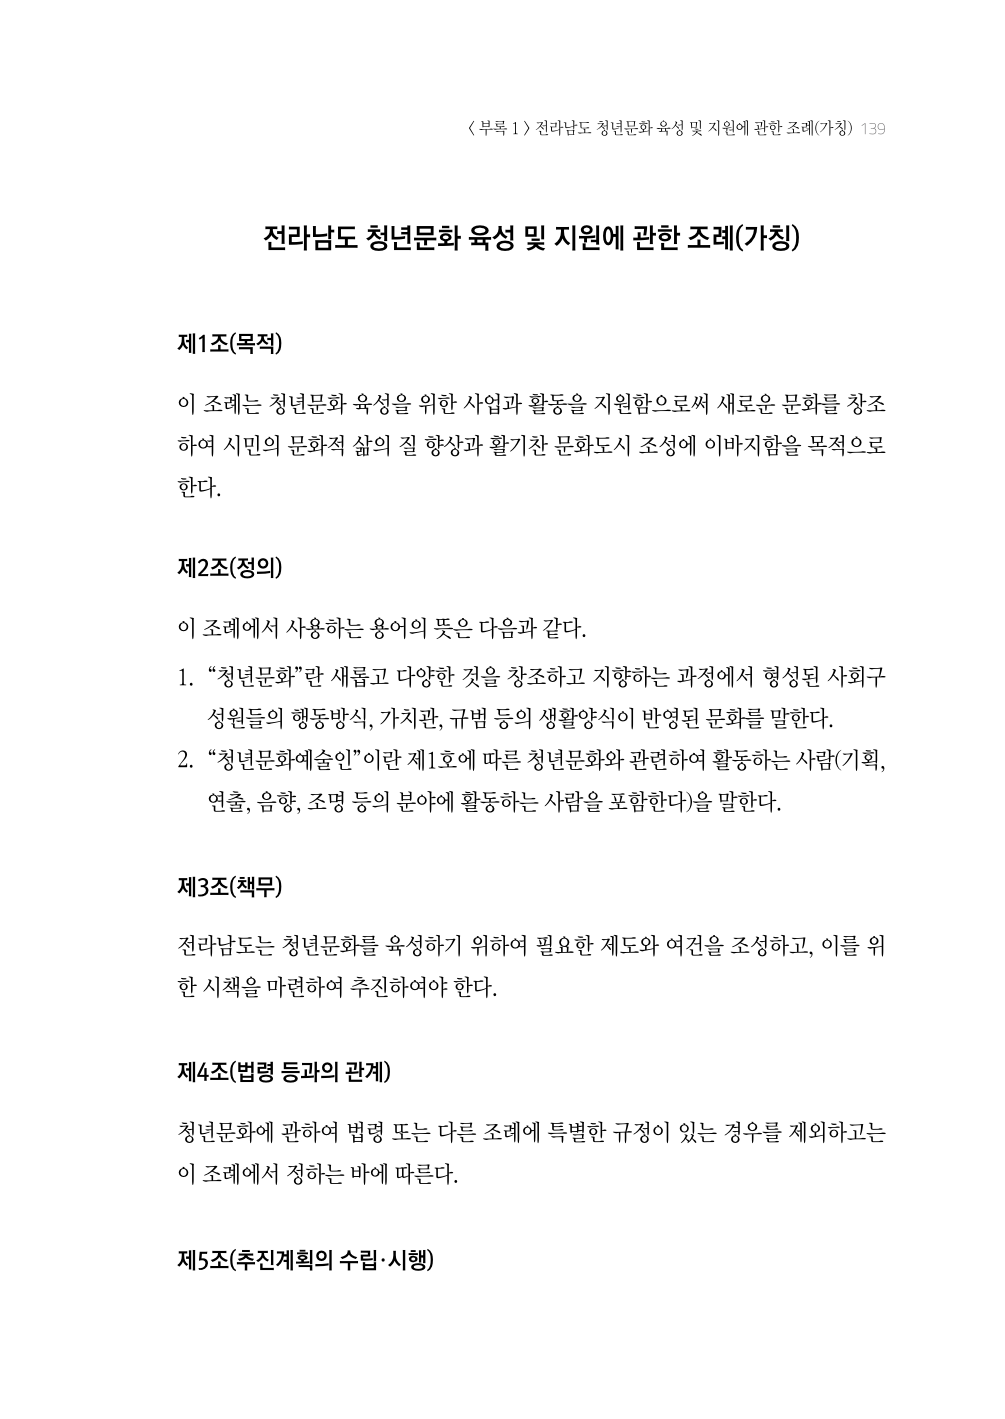 〈 부록 1 〉 전라남도 청년문화 육성 및 지원에 관한 조례(가칭) 139
전라남도 청년문화 육성 및 지원에 관한 조례(가칭)
제1조(목적)
이 조례는 청년문화 육성을 위한 사업과 활동을 지원함으로써 새로운 문화를 창조
하여 시민의 문화적 삶의 질 향상과 활기찬 문화도시 조성에 이바지함을 목적으로
한다.
제2조(정의)
이 조례에서 사용하는 용어의 뜻은 다음과 같다.
1. “청년문화”란 새롭고 다양한 것을 창조하고 지향하는 과정에서 형성된 사회구
성원들의 행동방식, 가치관, 규범 등의 생활양식이 반영된 문화를 말한다.
2. “청년문화예술인”이란 제1호에 따른 청년문화와 관련하여 활동하는 사람(기획,
연출, 음향, 조명 등의 분야에 활동하는 사람을 포함한다)을 말한다.
제3조(책무)
전라남도는 청년문화를 육성하기 위하여 필요한 제도와 여건을 조성하고, 이를 위
한 시책을 마련하여 추진하여야 한다.
제4조(법령 등과의 관계)
청년문화에 관하여 법령 또는 다른 조례에 특별한 규정이 있는 경우를 제외하고는
이 조례에서 정하는 바에 따른다.
제5조(추진계획의 수립·시행)